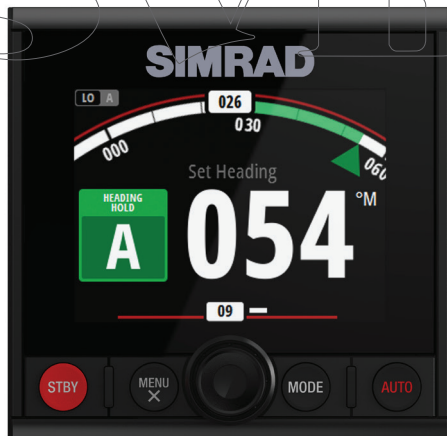 SIMRAD
LO A
026
000
030
060
Set Heading
HEADING
HOLD
A
054
°M
09
STBY
MENU
X
MODE
AUTO